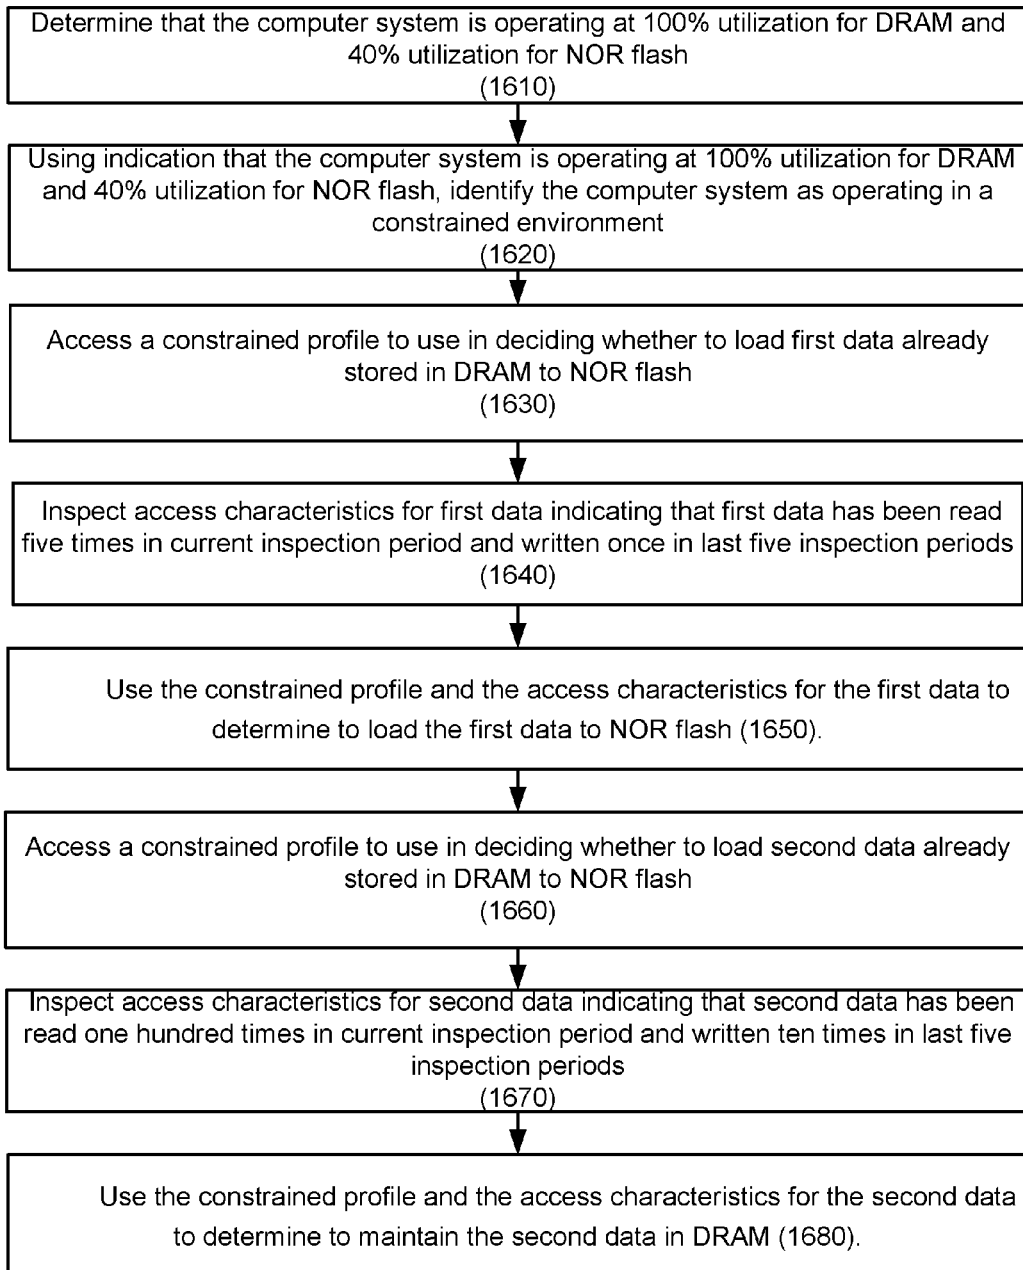 Determine that the computer system is operating at 100% utilization for DRAM and
40% utilization for NOR flash
(1610)
Using indication that the computer system is operating at 100% utilization for DRAM
and 40% utilization for NOR flash, identify the computer system as operating in a
constrained environment
(1620)
Access a constrained profile to use in deciding whether to load first data already
stored in DRAM to NOR flash
(1630)
Inspect access characteristics for first data indicating that first data has been read
five times in current inspection period and written once in last five inspection periods
(1640)
Use the constrained profile and the access characteristics for the first data to
determine to load the first data to NOR flash (1650).
Access a constrained profile to use in deciding whether to load second data already
stored in DRAM to NOR flash
(1660)
Inspect access characteristics for second data indicating that second data has been
read one hundred times in current inspection period and written ten times in last five
inspection periods
(1670)
Use the constrained profile and the access characteristics for the second data
to determine to maintain the second data in DRAM (1680).